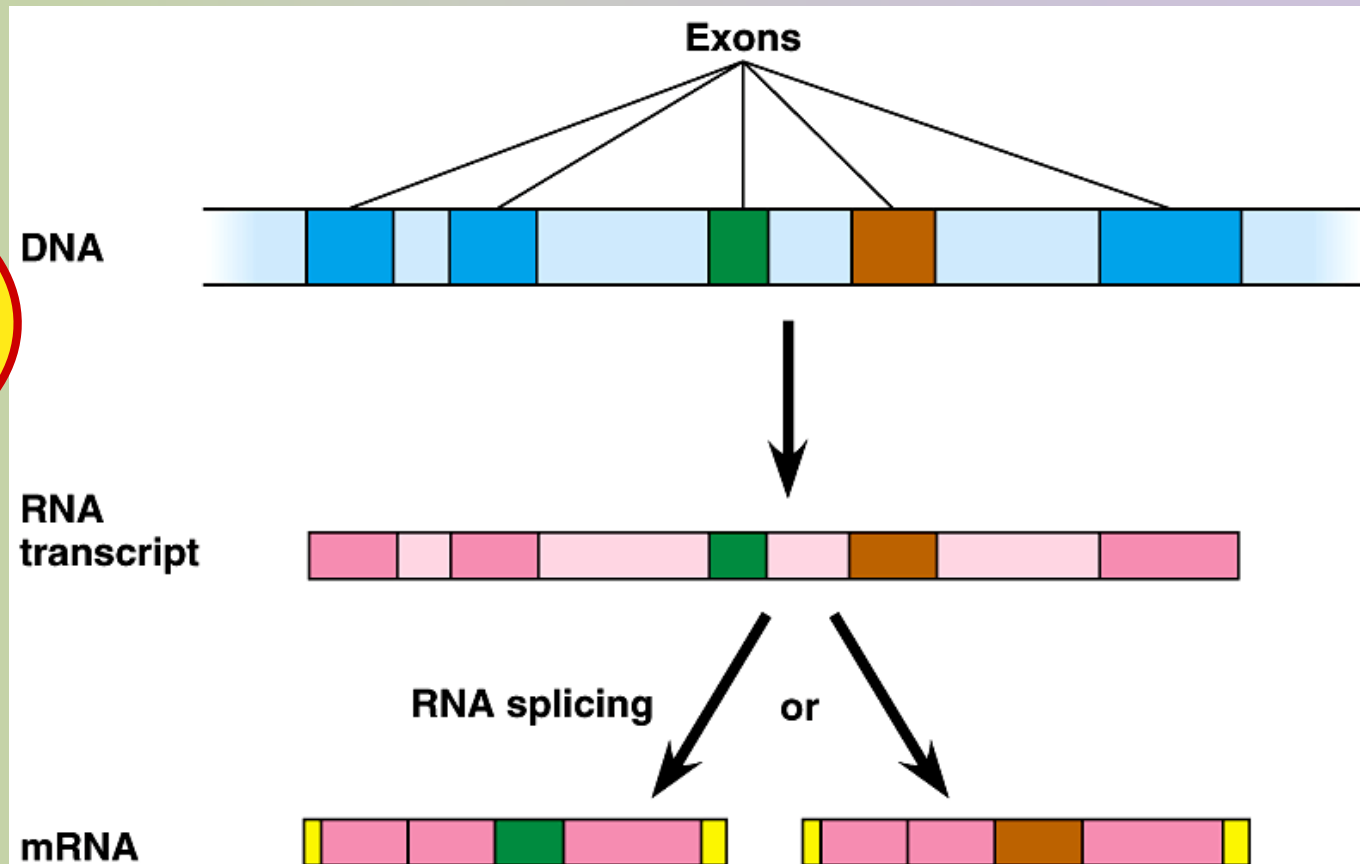 Exons
DNA
RNA
transcript
RNA splicing or
mRNA